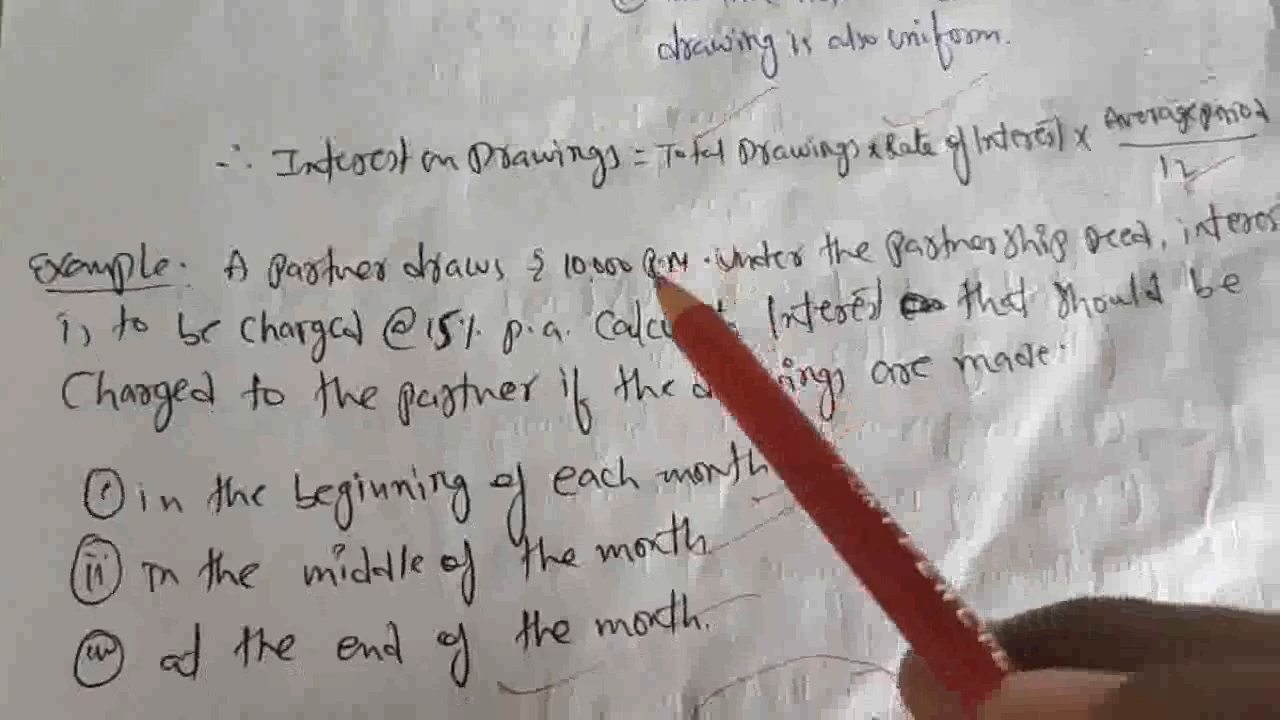 drawing is also uniform.
∴ Interest on Drawings = Total Drawings x Rate of Interest x Average period / 12
Example. A partner draws ₹ 10000 P.M. Under the partnership Deed, interes
is to be charged @ 15% p.a. Interest that should be
Charged to the partner if the are made:
(i) in the beginning of each month
(ii) in the middle of the month
(iii) at the end of the month.